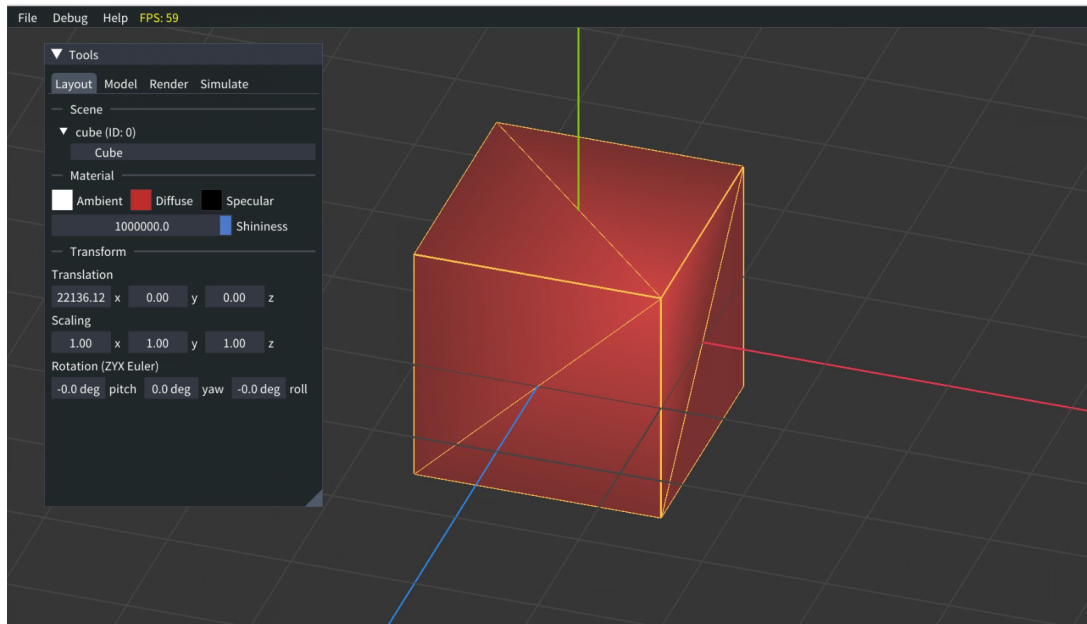 File Debug Help FPS: 59
Tools
Layout Model Render Simulate
Scene
cube (ID: 0)
Cube
Material
Ambient Diffuse Specular
1000000.0 Shininess
Transform
Translation
22136.12 x 0.00 y 0.00 z
Scaling
1.00 x 1.00 y 1.00 z
Rotation (ZYX Euler)
-0.0 deg pitch 0.0 deg yaw -0.0 deg roll